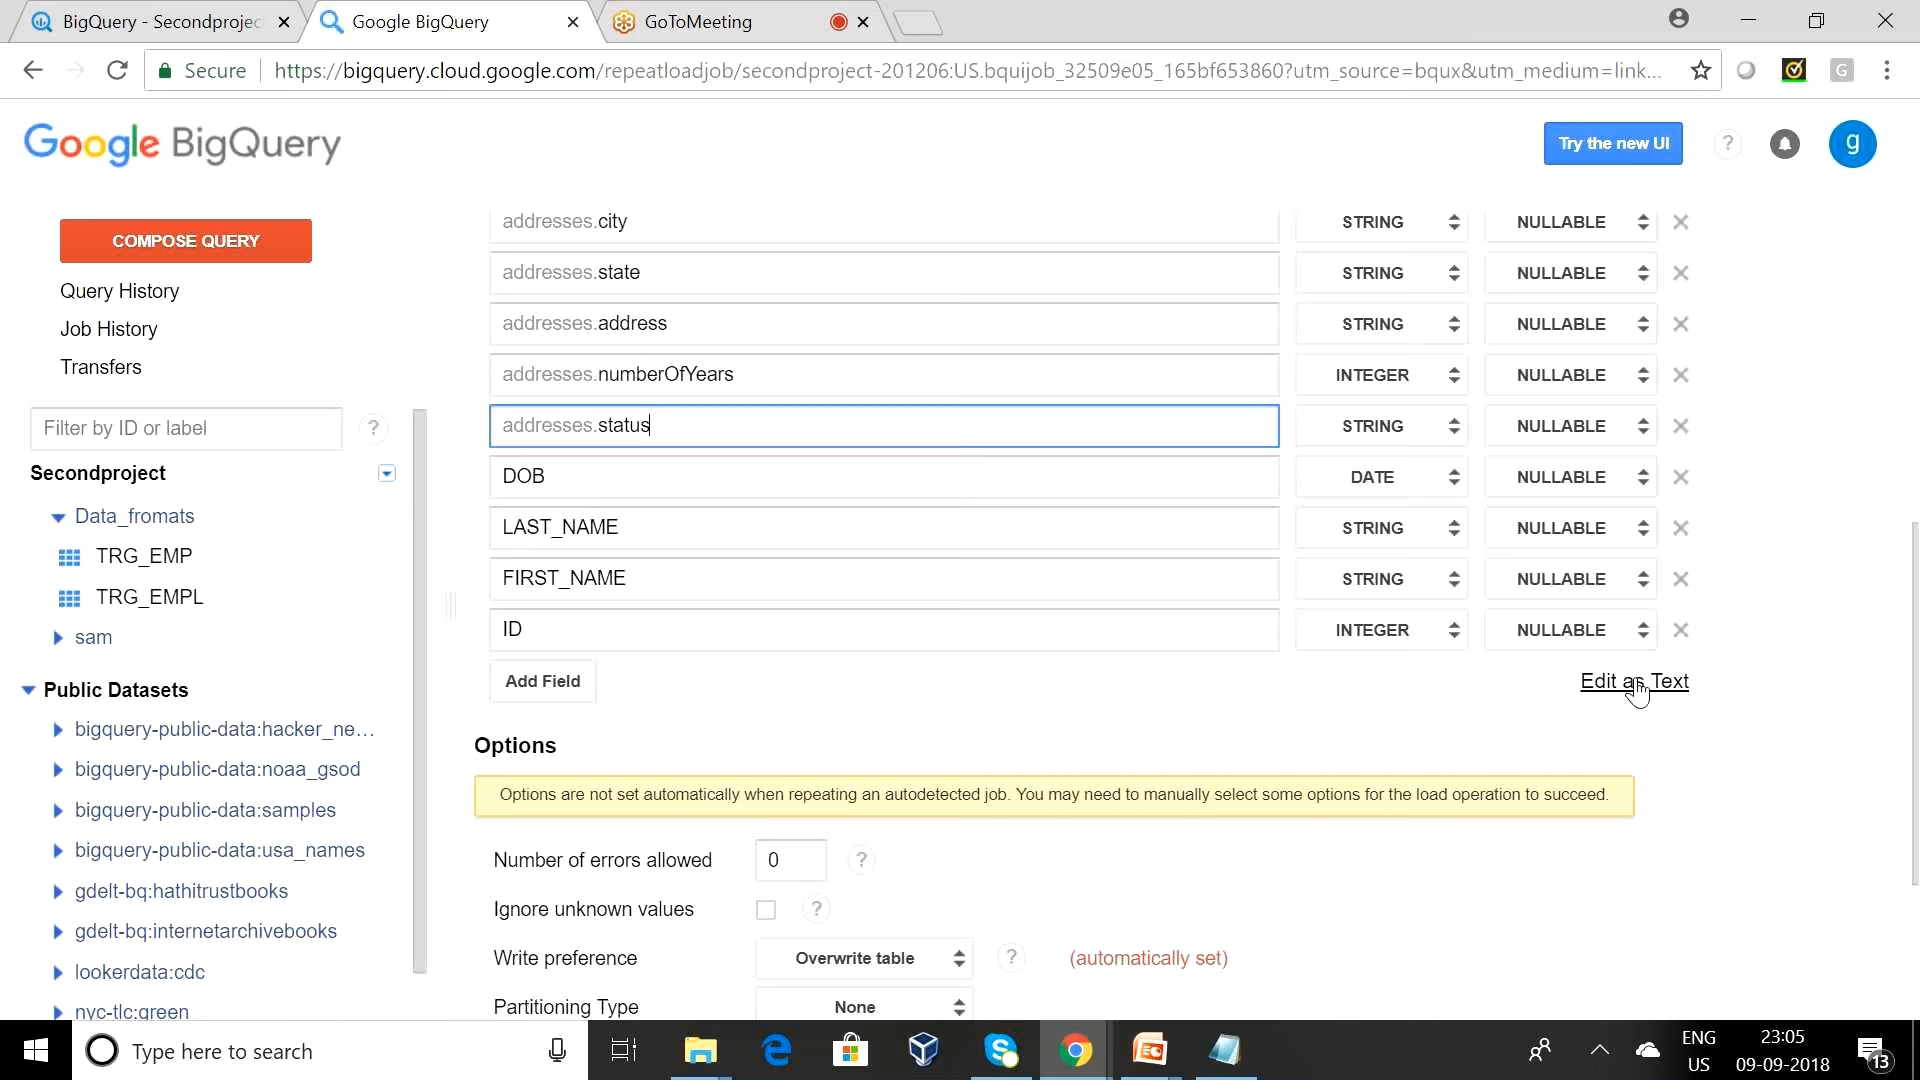 BigQuery - Secondprojec
Google BigQuery
GoToMeeting
Secure
https://bigquery.cloud.google.com/repeatloadjob/secondproject-201206:US.bquijob_32509e05_165bf653860?utm_source=bqux&utm_medium=link...
G
Google BigQuery
Try the new UI
?
g
COMPOSE QUERY
Query History
Job History
Transfers
Filter by ID or label
?
Secondproject
Data_fromats
TRG_EMP
TRG_EMPL
sam
Public Datasets
bigquery-public-data:hacker_ne...
bigquery-public-data:noaa_gsod
bigquery-public-data:samples
bigquery-public-data:usa_names
gdelt-bq:hathitrustbooks
gdelt-bq:internetarchivebooks
lookerdata:cdc
nyc-tlc:green
addresses.city STRING NULLABLE
addresses.state STRING NULLABLE
addresses.address STRING NULLABLE
addresses.numberOfYears INTEGER NULLABLE
addresses.status STRING NULLABLE
DOB DATE NULLABLE
LAST_NAME STRING NULLABLE
FIRST_NAME STRING NULLABLE
ID INTEGER NULLABLE
Add Field
Edit as Text
Options
Options are not set automatically when repeating an autodetected job. You may need to manually select some options for the load operation to succeed.
Number of errors allowed 0 ?
Ignore unknown values ?
Write preference Overwrite table ? (automatically set)
Partitioning Type None
Type here to search
ENG
US
23:05
09-09-2018
13